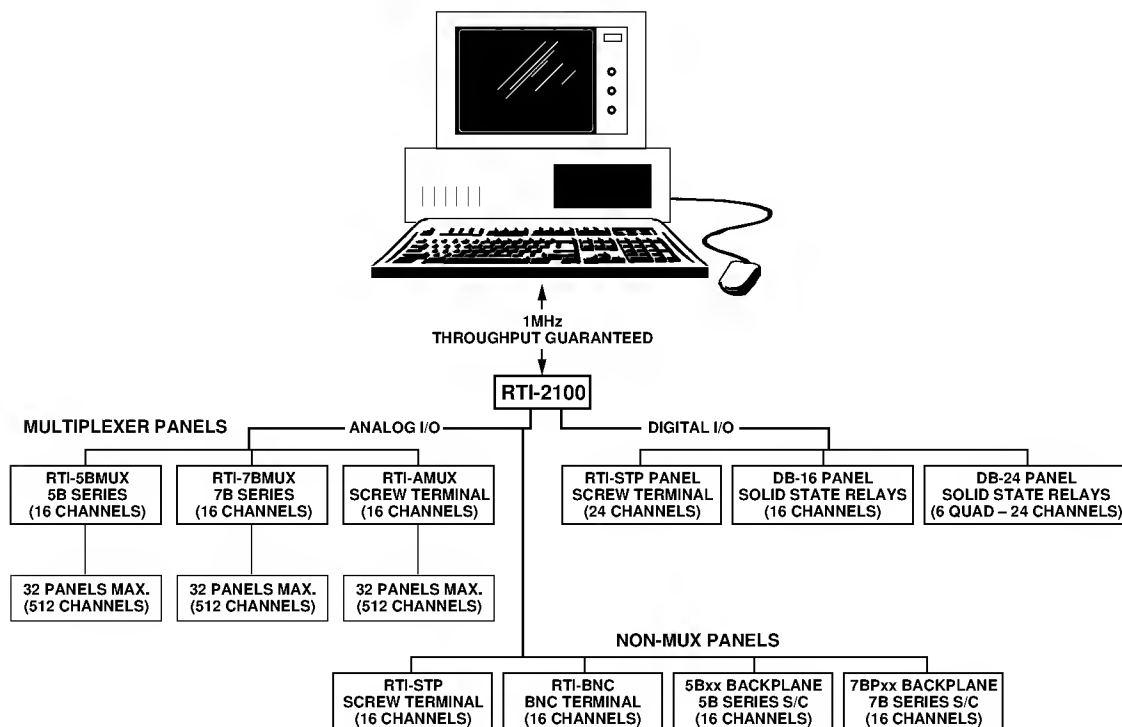 1MHz
THROUGHPUT GUARANTEED
RTI-2100
MULTIPLEXER PANELS
ANALOG I/O
DIGITAL I/O
RTI-5BMUX
5B SERIES
(16 CHANNELS)
RTI-7BMUX
7B SERIES
(16 CHANNELS)
RTI-AMUX
SCREW TERMINAL
(16 CHANNELS)
RTI-STP PANEL
SCREW TERMINAL
(24 CHANNELS)
DB-16 PANEL
SOLID STATE RELAYS
(16 CHANNELS)
DB-24 PANEL
SOLID STATE RELAYS
(6 QUAD – 24 CHANNELS)
32 PANELS MAX.
(512 CHANNELS)
32 PANELS MAX.
(512 CHANNELS)
32 PANELS MAX.
(512 CHANNELS)
NON-MUX PANELS
RTI-STP
SCREW TERMINAL
(16 CHANNELS)
RTI-BNC
BNC TERMINAL
(16 CHANNELS)
5Bxx BACKPLANE
5B SERIES S/C
(16 CHANNELS)
7BPxx BACKPLANE
7B SERIES S/C
(16 CHANNELS)